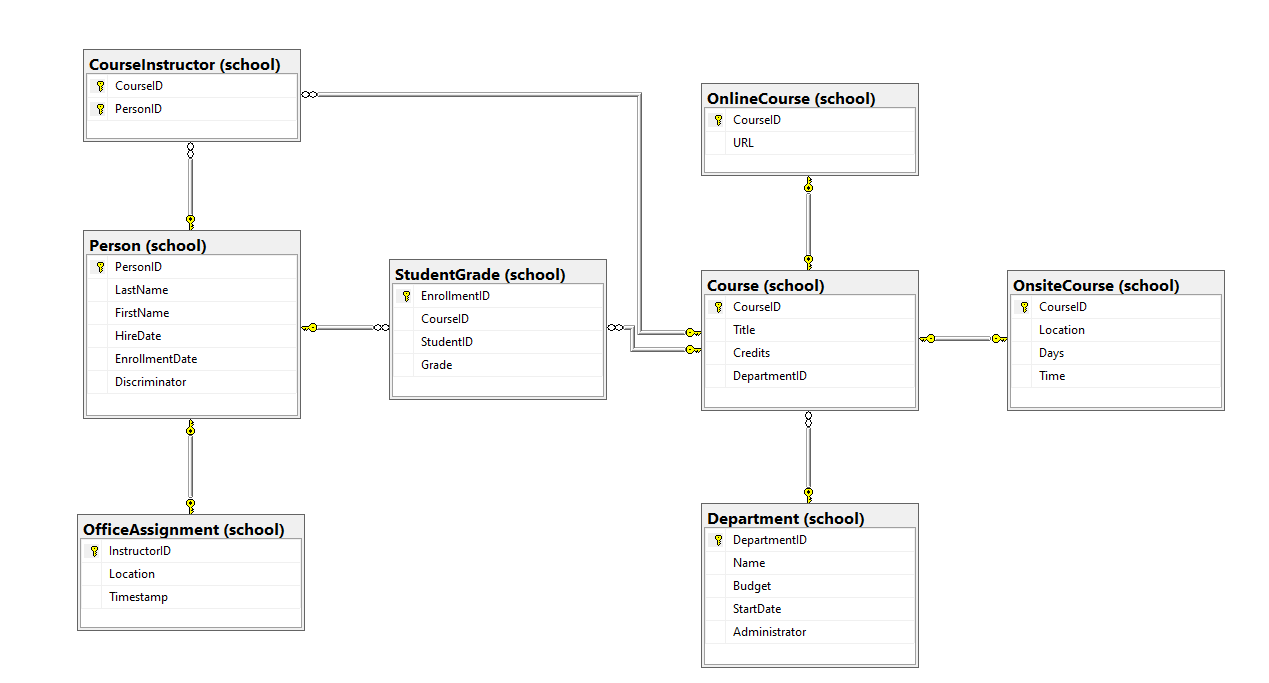 CourseInstructor (school)
CourseID
PersonID
OnlineCourse (school)
CourseID
URL
Person (school)
PersonID
LastName
FirstName
HireDate
EnrollmentDate
Discriminator
StudentGrade (school)
EnrollmentID
CourseID
StudentID
Grade
Course (school)
CourseID
Title
Credits
DepartmentID
OnsiteCourse (school)
CourseID
Location
Days
Time
OfficeAssignment (school)
InstructorID
Location
Timestamp
Department (school)
DepartmentID
Name
Budget
StartDate
Administrator